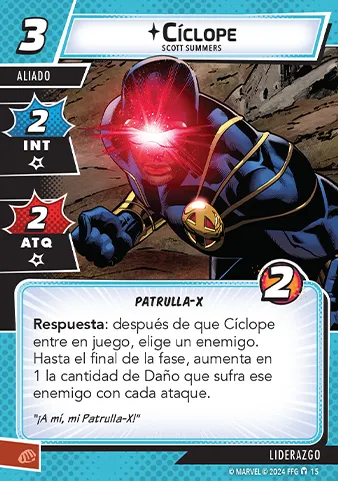 3
Cíclope
SCOTT SUMMERS
ALIADO
2
INT
2
ATQ
2
PATRULLA-X
Respuesta: después de que Cíclope
entre en juego, elige un enemigo.
Hasta el final de la fase, aumenta en
1 la cantidad de Daño que sufra ese
enemigo con cada ataque.
"¡A mí, mi Patrulla-X!"
LIDERAZGO
© MARVEL © 2024 FFG 15